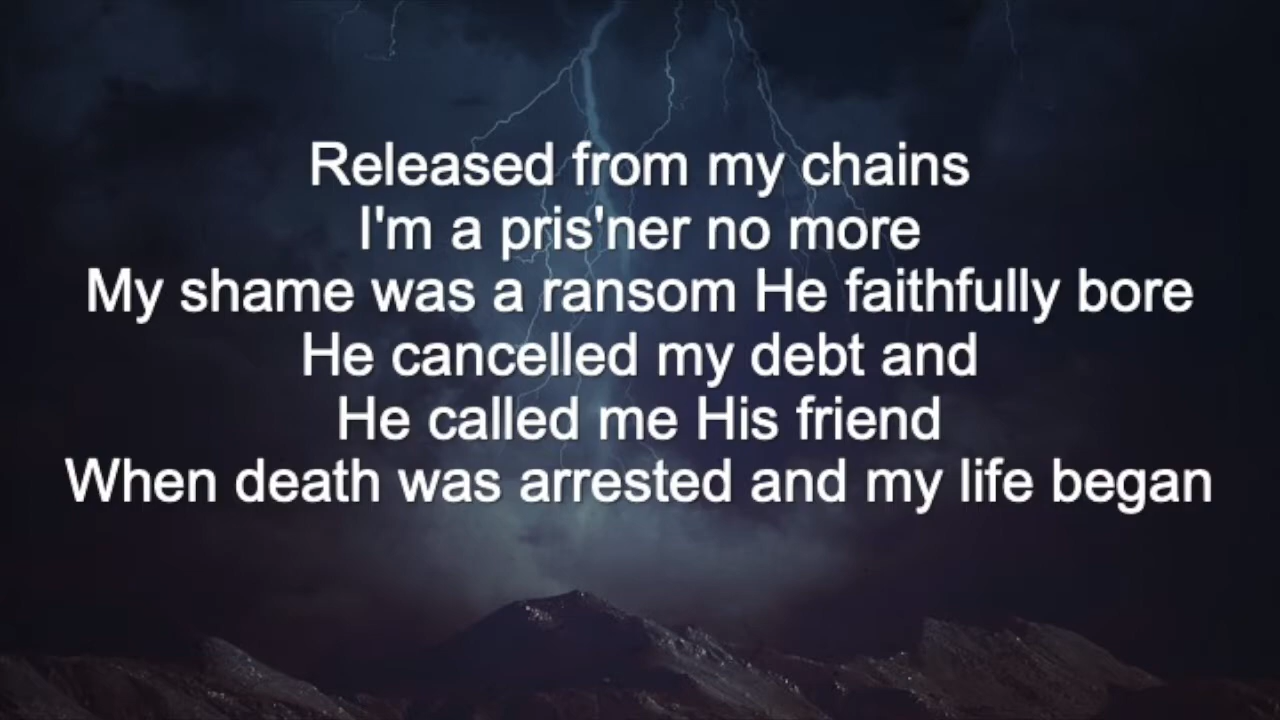 Released from my chains
I'm a pris'ner no more
My shame was a ransom He faithfully bore
He cancelled my debt and
He called me His friend
When death was arrested and my life began